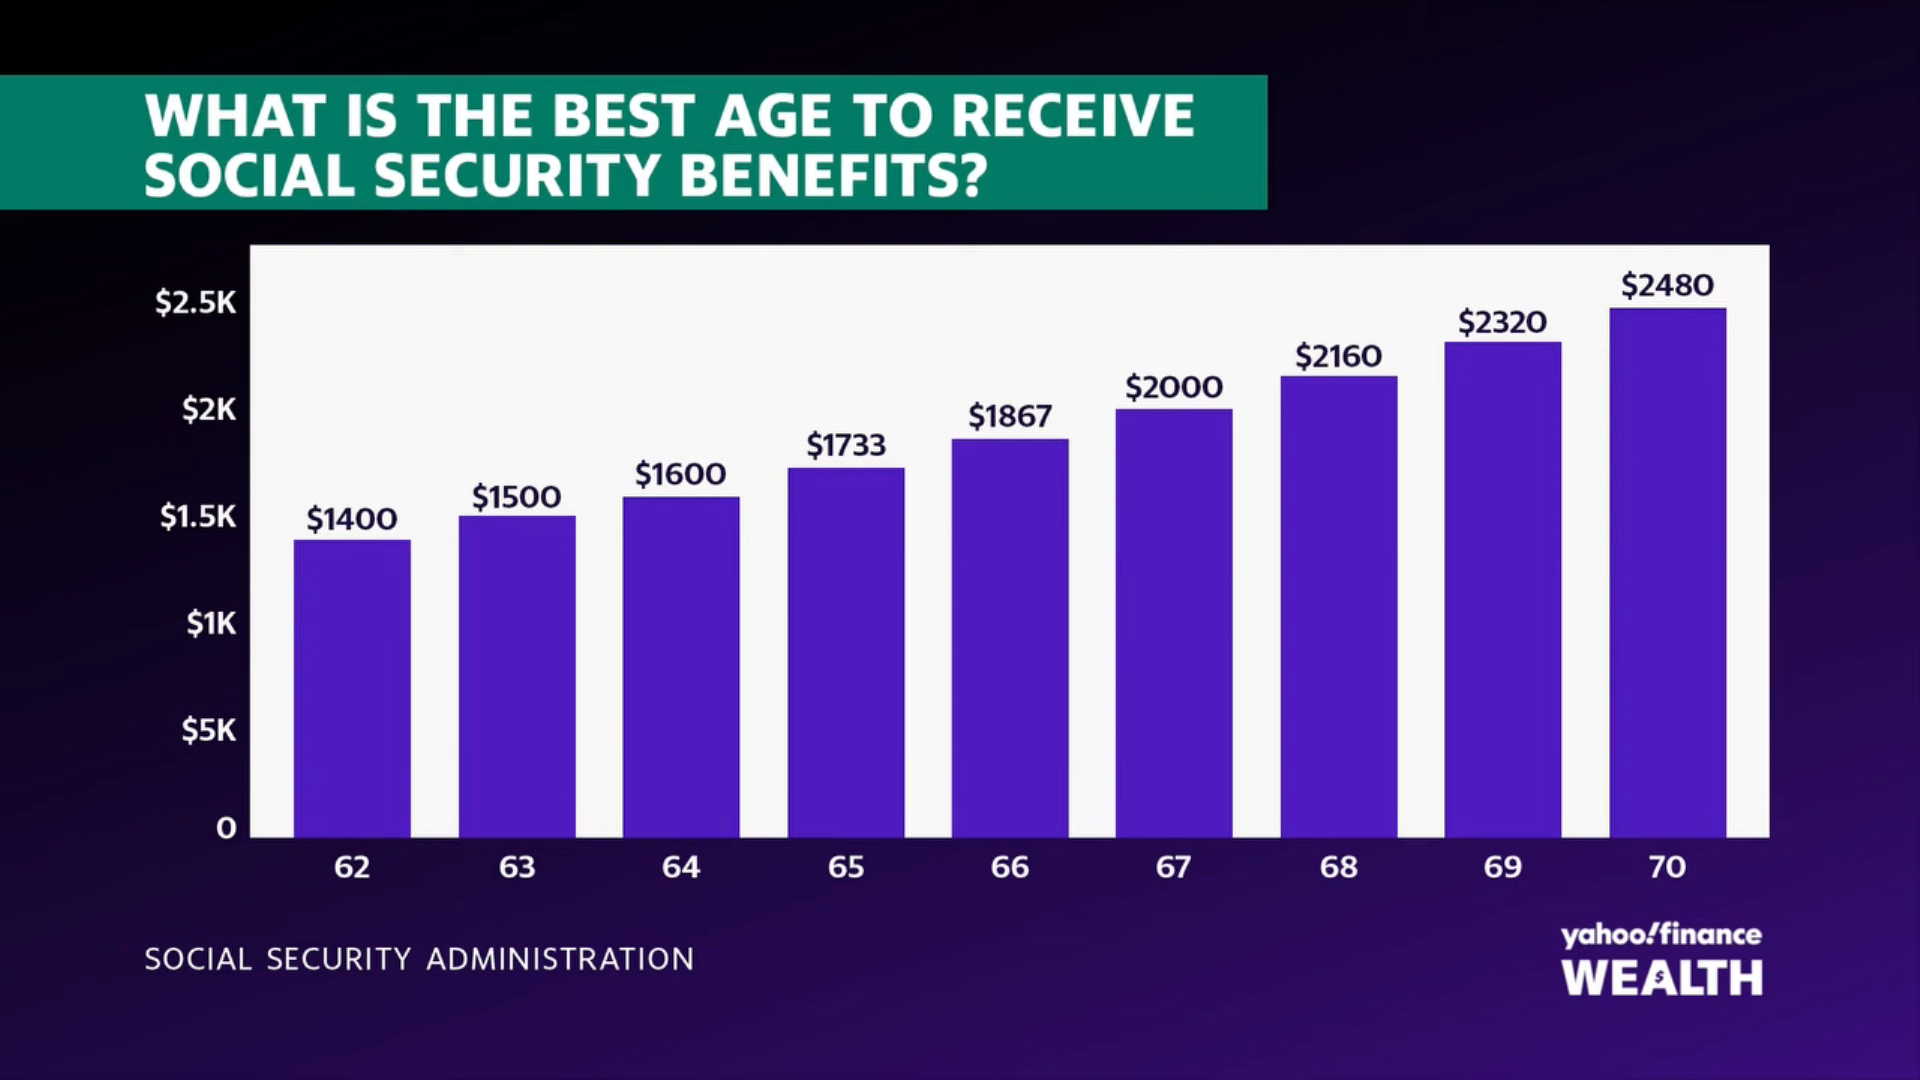 WHAT IS THE BEST AGE TO RECEIVE
SOCIAL SECURITY BENEFITS?
$2.5K
$2K
$1.5K
$1K
$5K
0
$1400
$1500
$1600
$1733
$1867
$2000
$2160
$2320
$2480
62 63 64 65 66 67 68 69 70
SOCIAL SECURITY ADMINISTRATION
yahoo!finance
WEALTH